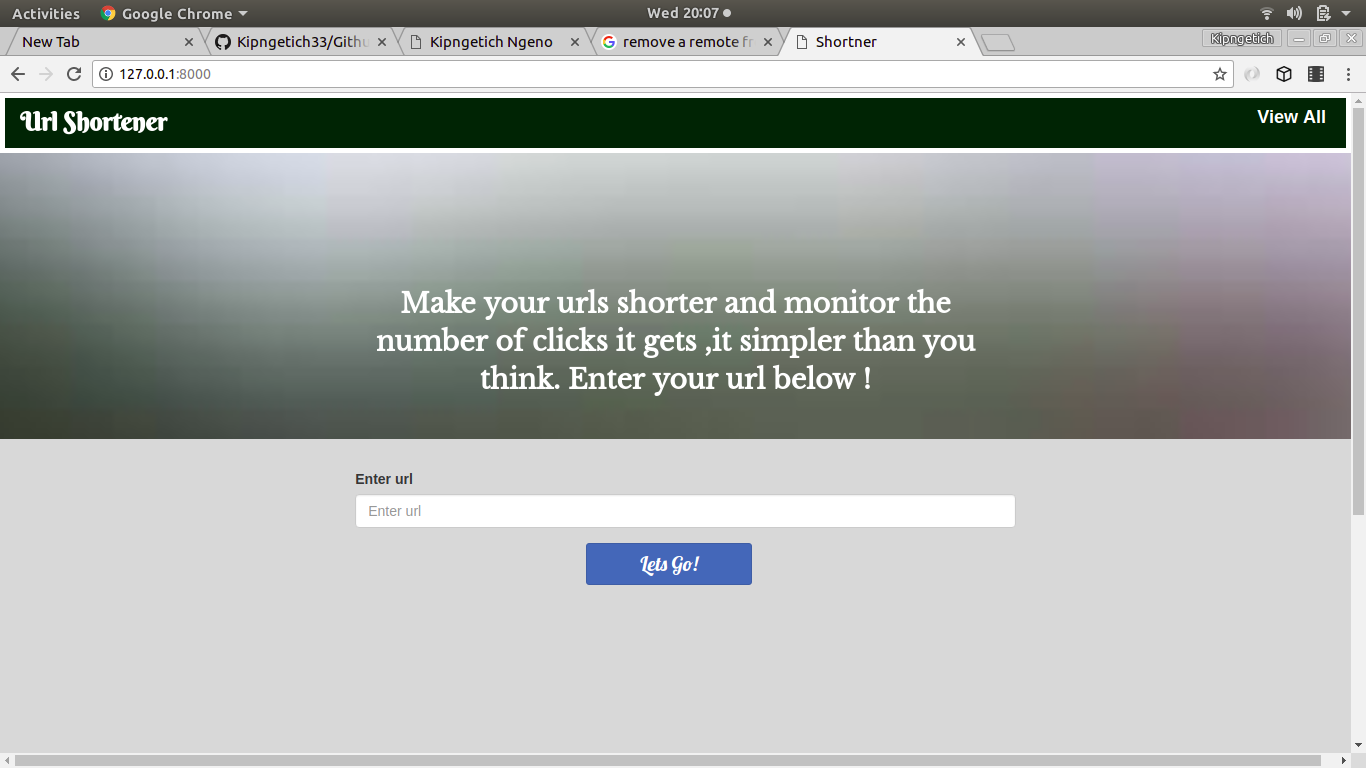 Activities Google Chrome Wed 20:07
New Tab Kipngetich33/Githu Kipngetich Ngeno remove a remote fr Shortner Kipngetich
127.0.0.1:8000
Url Shortener View All
Make your urls shorter and monitor the
number of clicks it gets ,it simpler than you
think. Enter your url below !
Enter url
Enter url
Lets Go!